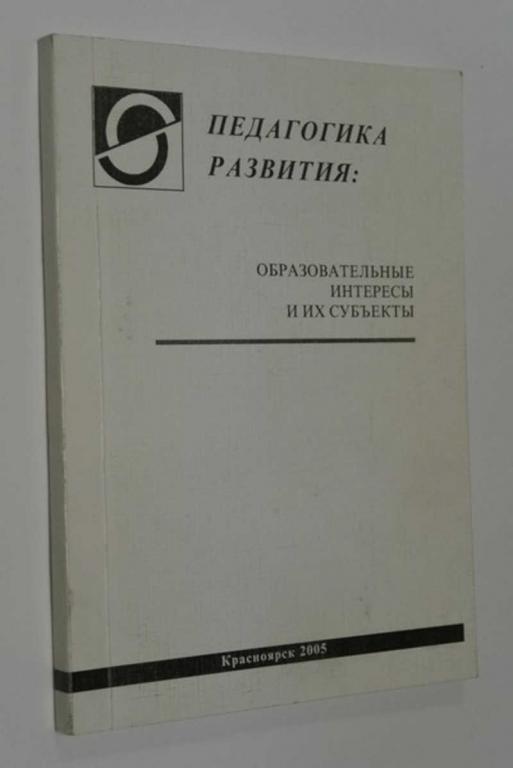 ПЕДАГОГИКА
РАЗВИТИЯ:
ОБРАЗОВАТЕЛЬНЫЕ
ИНТЕРЕСЫ
И ИХ СУБЪЕКТЫ
Красноярск 2005